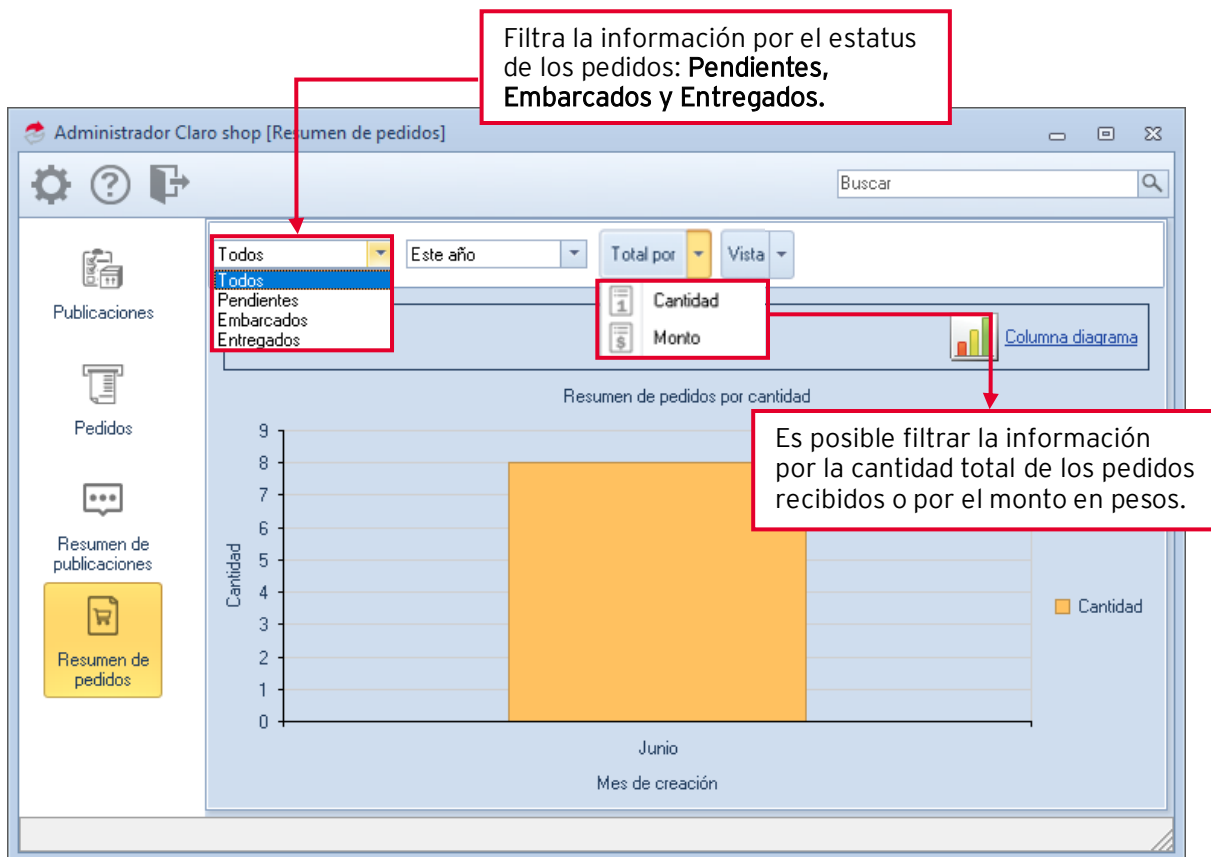 Filtra la información por el estatus
de los pedidos: Pendientes,
Embarcados y Entregados.
Administrador Claro shop [Resumen de pedidos]
Buscar
Todos
Este año
Total por
Vista
Todos
Pendientes
Embarcados
Entregados
Cantidad
Monto
Columna diagrama
Publicaciones
Pedidos
Resumen de
publicaciones
Resumen de
pedidos
Resumen de pedidos por cantidad
Es posible filtrar la información
por la cantidad total de los pedidos
recibidos o por el monto en pesos.
9
8
7
6
5
4
3
2
1
0
Cantidad
Cantidad
Junio
Mes de creación